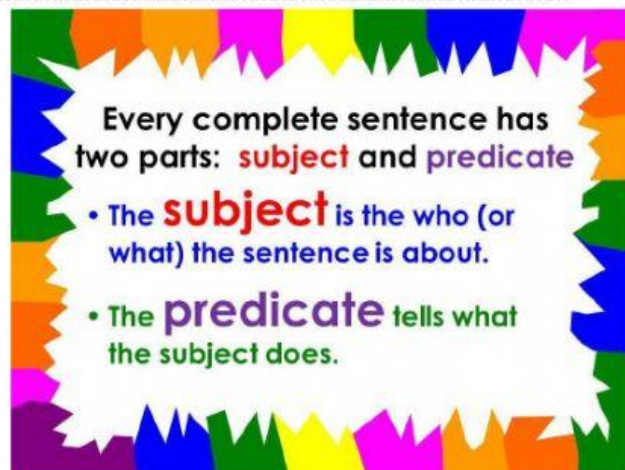 Every complete sentence has
two parts: subject and predicate
• The subject is the who (or
what) the sentence is about.
• The predicate tells what
the subject does.